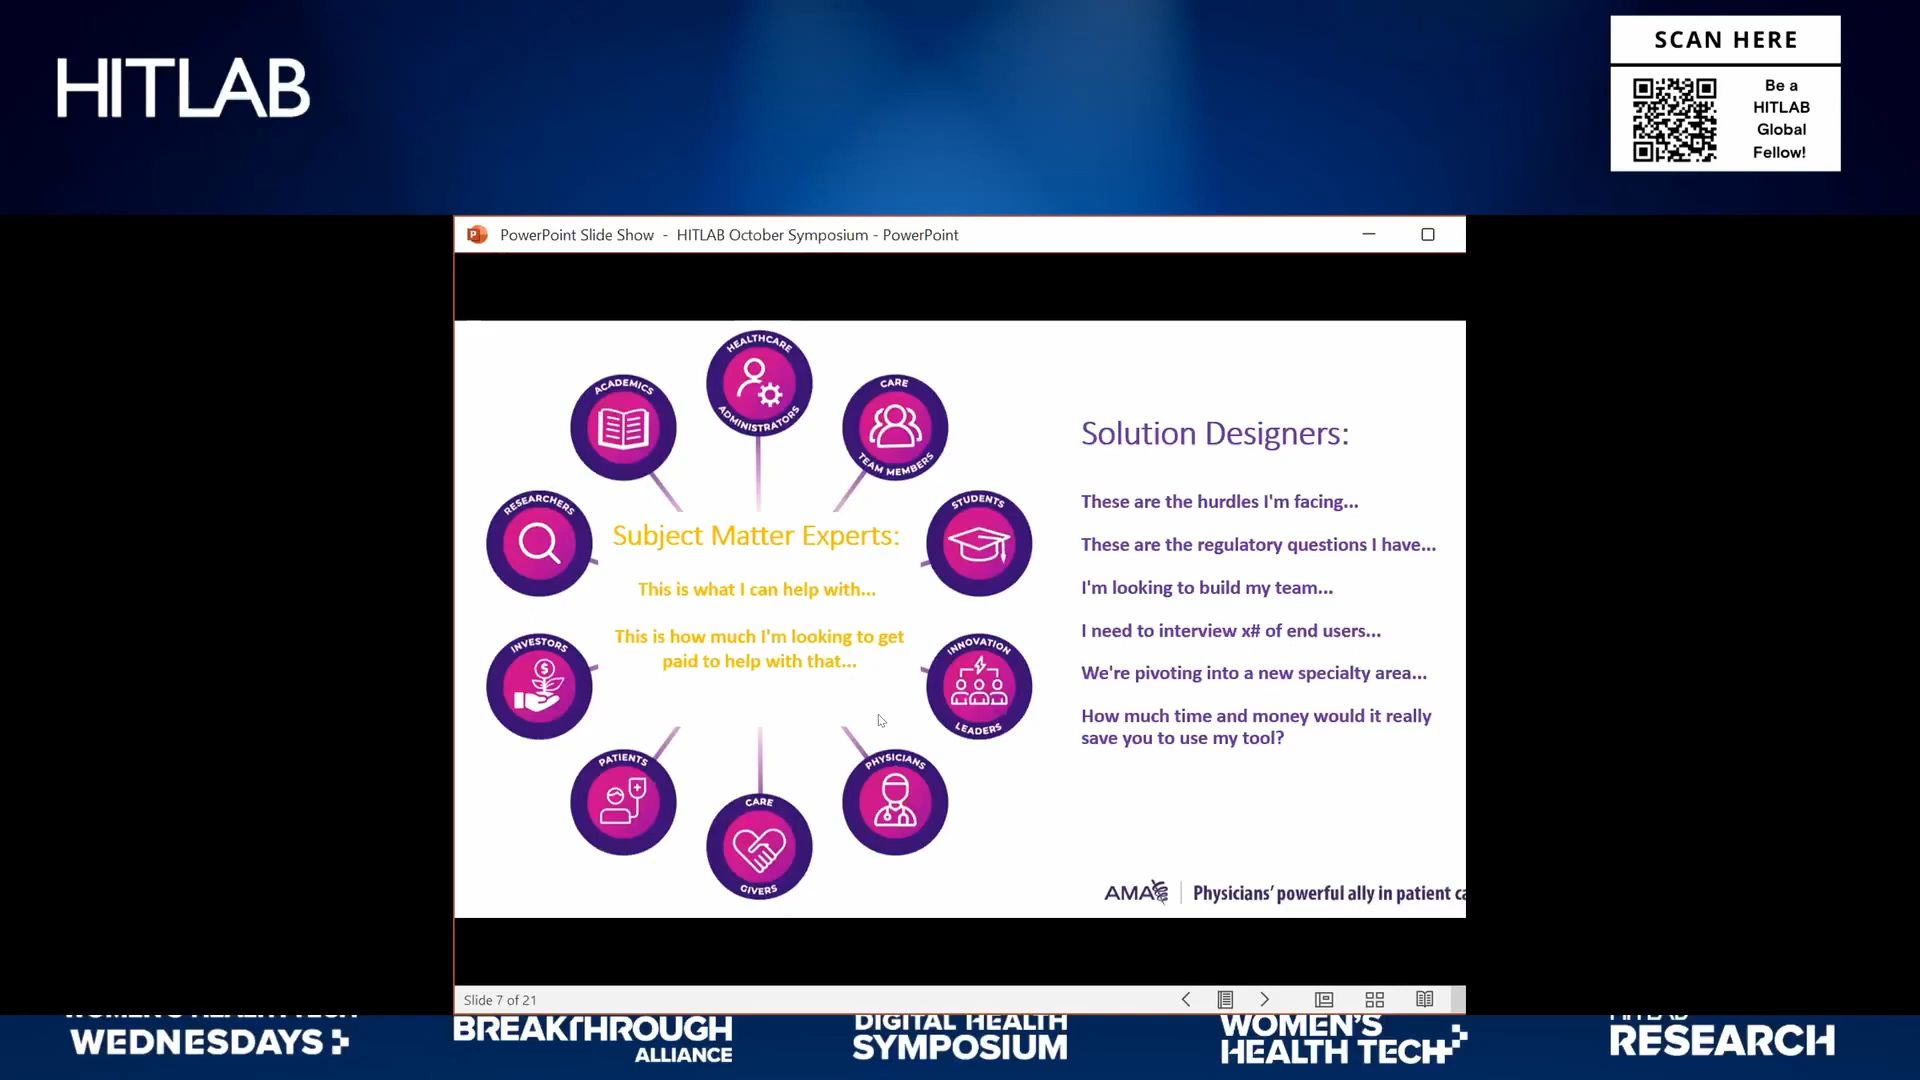 HITLAB
SCAN HERE
Be a
HITLAB
Global
Fellow!
PowerPoint Slide Show - HITLAB October Symposium - PowerPoint
HEALTHCARE
ADMINISTRATORS
ACADEMICS
CARE
TEAM MEMBERS
RESEARCHERS
STUDENTS
INVESTORS
INNOVATION
LEADERS
PATIENTS
PHYSICIANS
CARE
GIVERS
Subject Matter Experts:
This is what I can help with...
This is how much I'm looking to get
paid to help with that...
Solution Designers:
These are the hurdles I'm facing...
These are the regulatory questions I have...
I'm looking to build my team...
I need to interview x# of end users...
We're pivoting into a new specialty area...
How much time and money would it really
save you to use my tool?
AMA
Physicians' powerful ally in patient ca
Slide 7 of 21
WOMEN'S HEALTH TECH
WEDNESDAYS
BREAKTHROUGH
ALLIANCE
DIGITAL HEALTH
SYMPOSIUM
WOMEN'S
HEALTH TECH
HITLAB
RESEARCH